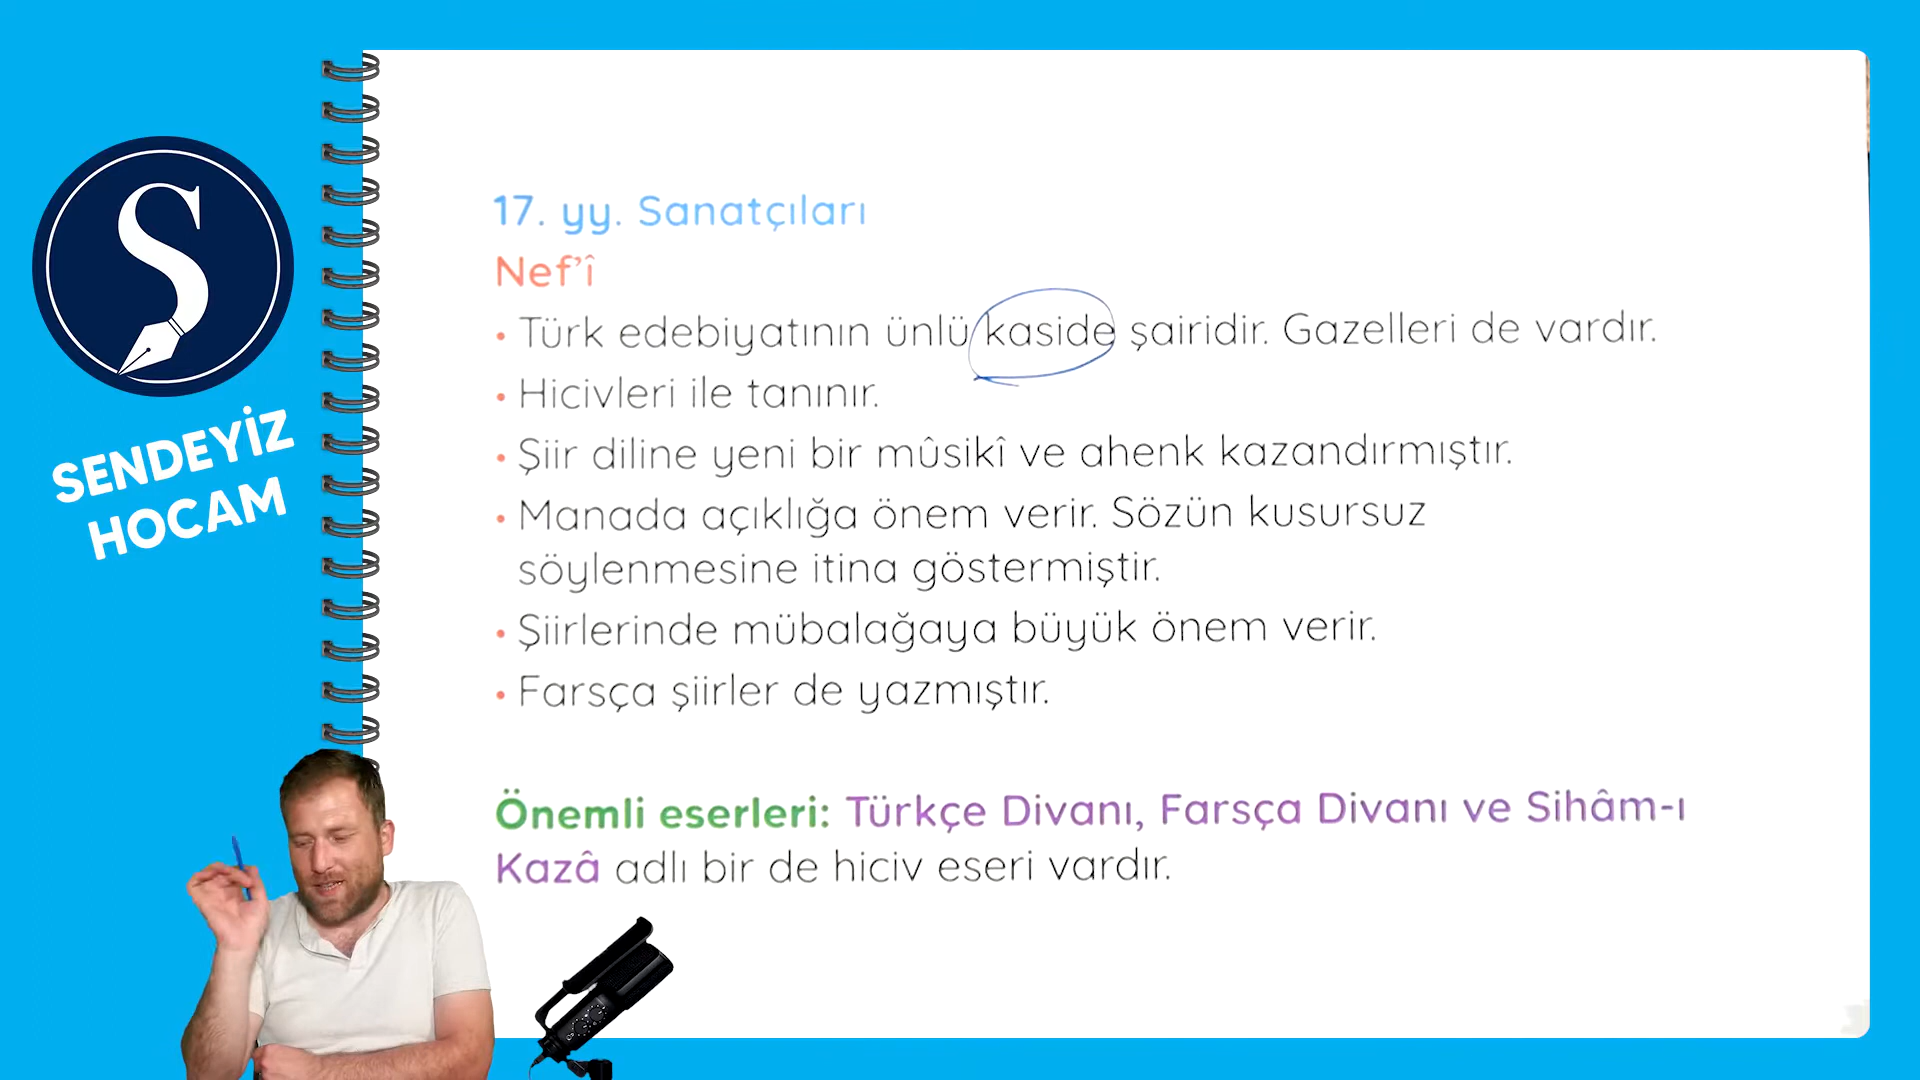 S
SENDEYİZ
HOCAM
17. yy. Sanatçıları
Nef'î
• Türk edebiyatının ünlü kaside şairidir. Gazelleri de vardır.
• Hicivleri ile tanınır.
• Şiir diline yeni bir mûsikî ve ahenk kazandırmıştır.
• Manada açıklığa önem verir. Sözün kusursuz
söylenmesine itina göstermiştir.
• Şiirlerinde mübalağaya büyük önem verir.
• Farsça şiirler de yazmıştır.
Önemli eserleri: Türkçe Divanı, Farsça Divanı ve Sihâm-ı
Kazâ adlı bir de hiciv eseri vardır.